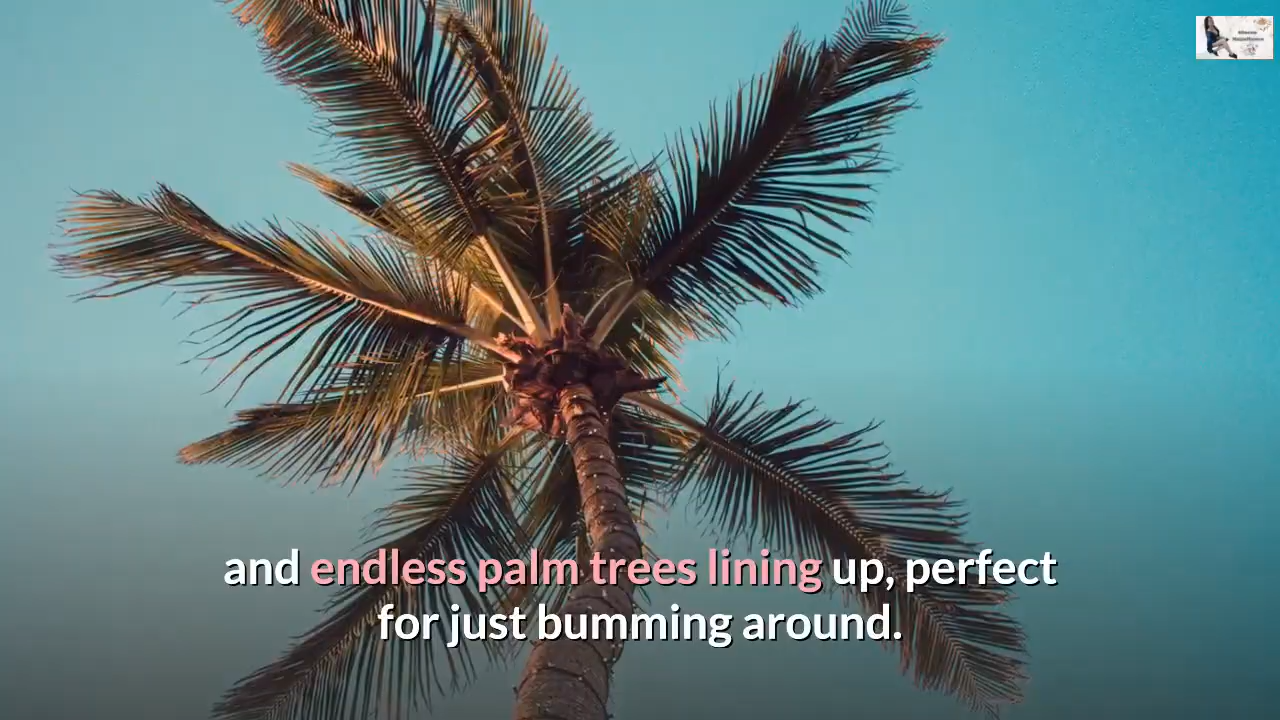 and endless palm trees lining up, perfect
for just bumming around.